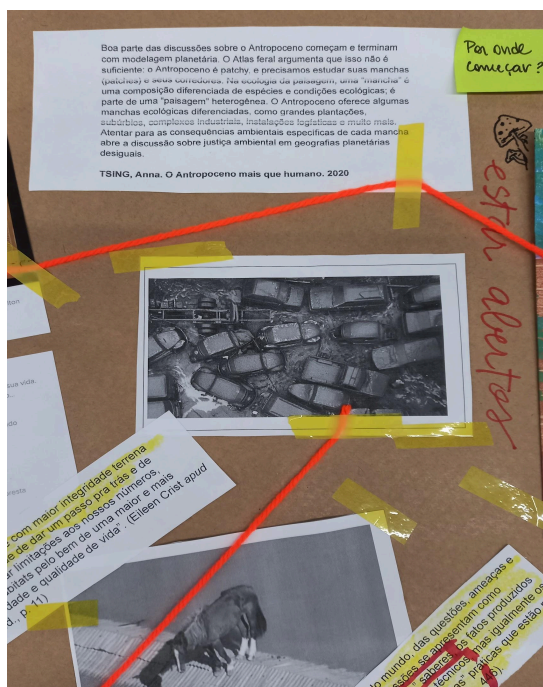 Boa parte das discussões sobre o Antropoceno começam e terminam
com modelagem planetária. O Atlas feral argumenta que isso não é
suficiente: o Antropoceno é patchy, e precisamos estudar suas manchas
(patches) e seus corredores. Na ecologia da paisagem, uma "mancha" é
uma composição diferenciada de espécies e condições ecológicas; é
parte de uma "paisagem" heterogênea. O Antropoceno oferece algumas
manchas ecológicas diferenciadas, como grandes plantações,
subúrbios, complexos industriais, instalações logísticas e muito mais.
Atentar para as consequências ambientais específicas de cada mancha
abre a discussão sobre justiça ambiental em geografias planetárias
desiguais.
TSING, Anna. O Antropoceno mais que humano. 2020
Por onde
começar?
estar abertos
sua vida,
com maior integridade terrena
de dar um passo pra trás e de
limitações aos nossos números,
pelo bem de uma maior e mais
e qualidade de vida" (Eileen Crist apud
p. 11)
mundo, das questões, ameaças e
se apresentam como
saberes, os fatos produzidos
técnicos, mas igualmente os
práticas que estão